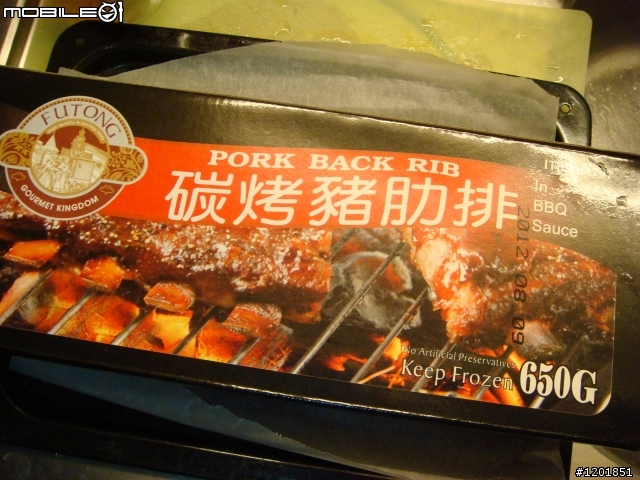 MOBILE01
FUTONG
GOURMET KINGDOM
PORK BACK RIB
碳烤豬肋排
In
BBQ
Sauce
2012 08 09
No Artificial Preservatives
Keep Frozen 650G
#1201851